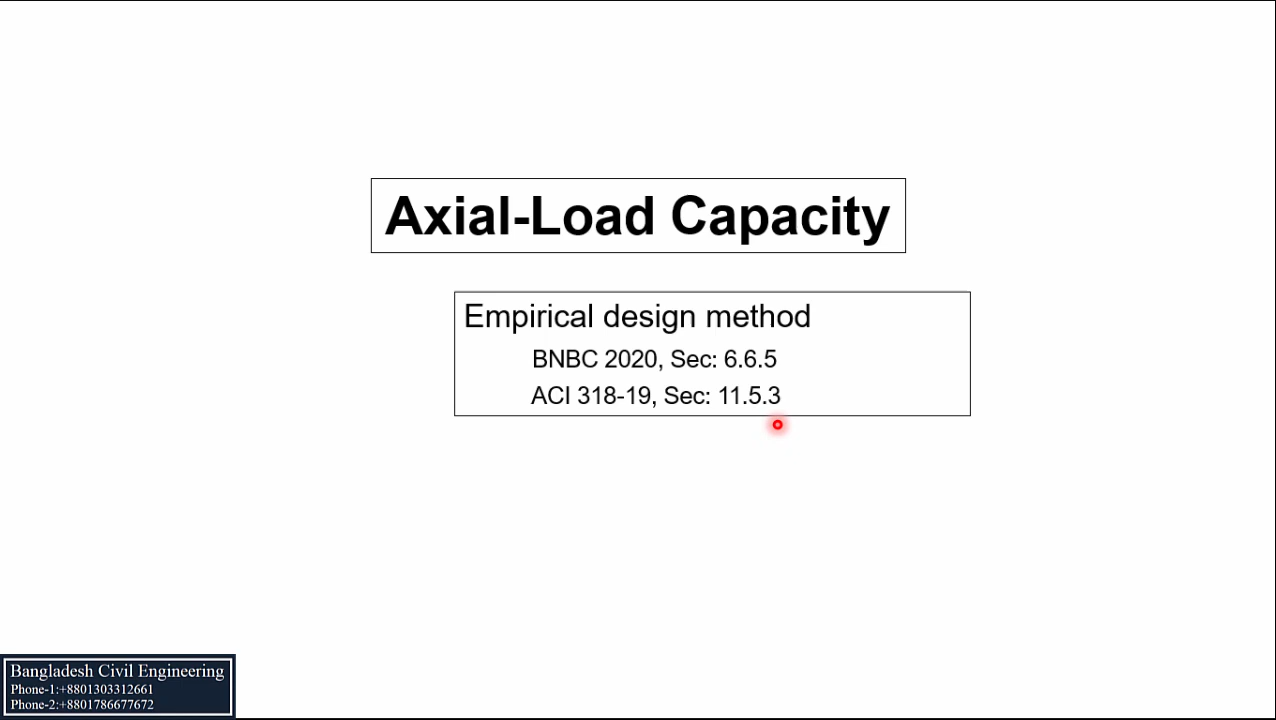 Axial-Load Capacity
Empirical design method
BNBC 2020, Sec: 6.6.5
ACI 318-19, Sec: 11.5.3
Bangladesh Civil Engineering
Phone-1:+8801303312661
Phone-2:+8801786677672